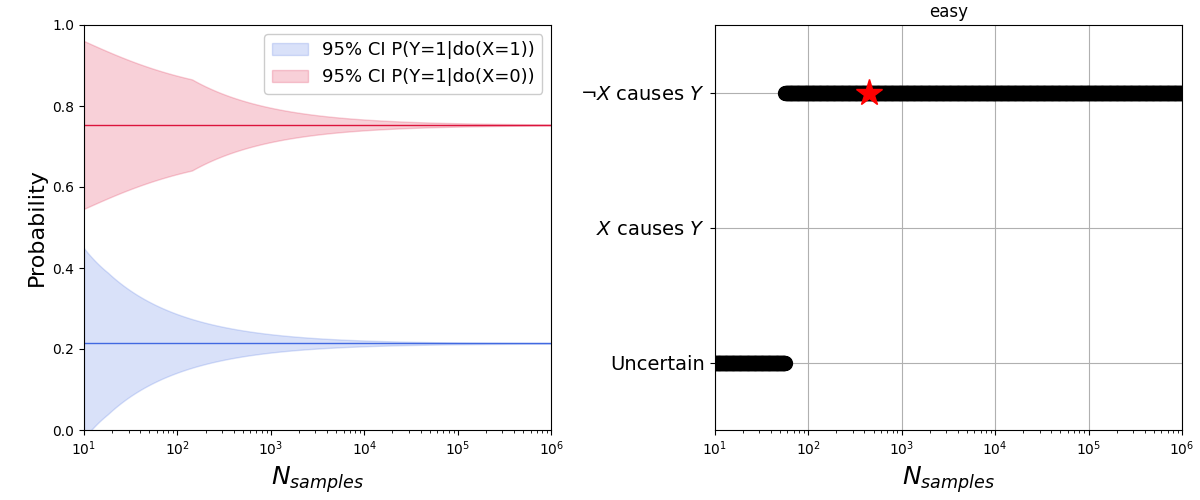 1.0
0.8
0.6
0.4
0.2
0.0
Probability
95% CI P(Y=1|do(X=1))
95% CI P(Y=1|do(X=0))
10¹ 10² 10³ 10⁴ 10⁵ 10⁶
N_samples
easy
¬X causes Y
X causes Y
Uncertain
10¹ 10² 10³ 10⁴ 10⁵ 10⁶
N_samples